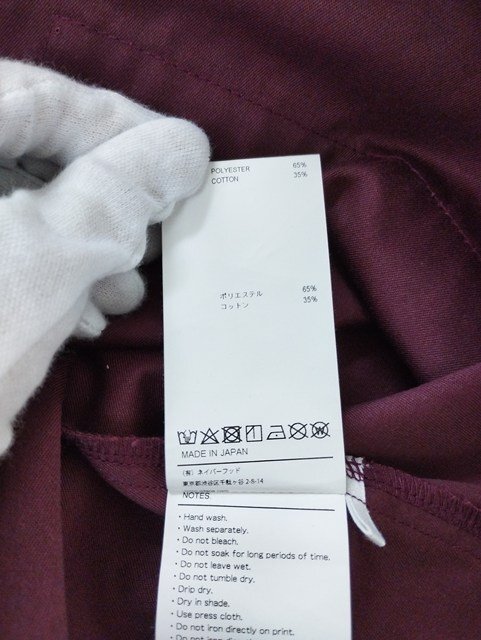 POLYESTER 65%
COTTON 35%
ポリエステル 65%
コットン 35%
MADE IN JAPAN
(有) ネイバーフッド
東京都渋谷区千駄ヶ谷 2-8-14
NOTES
・Hand wash.
・Wash separately.
・Do not bleach.
・Do not soak for long periods of time.
・Do not leave wet.
・Do not tumble dry.
・Drip dry.
・Dry in shade.
・Use press cloth.
・Do not iron directly on print.